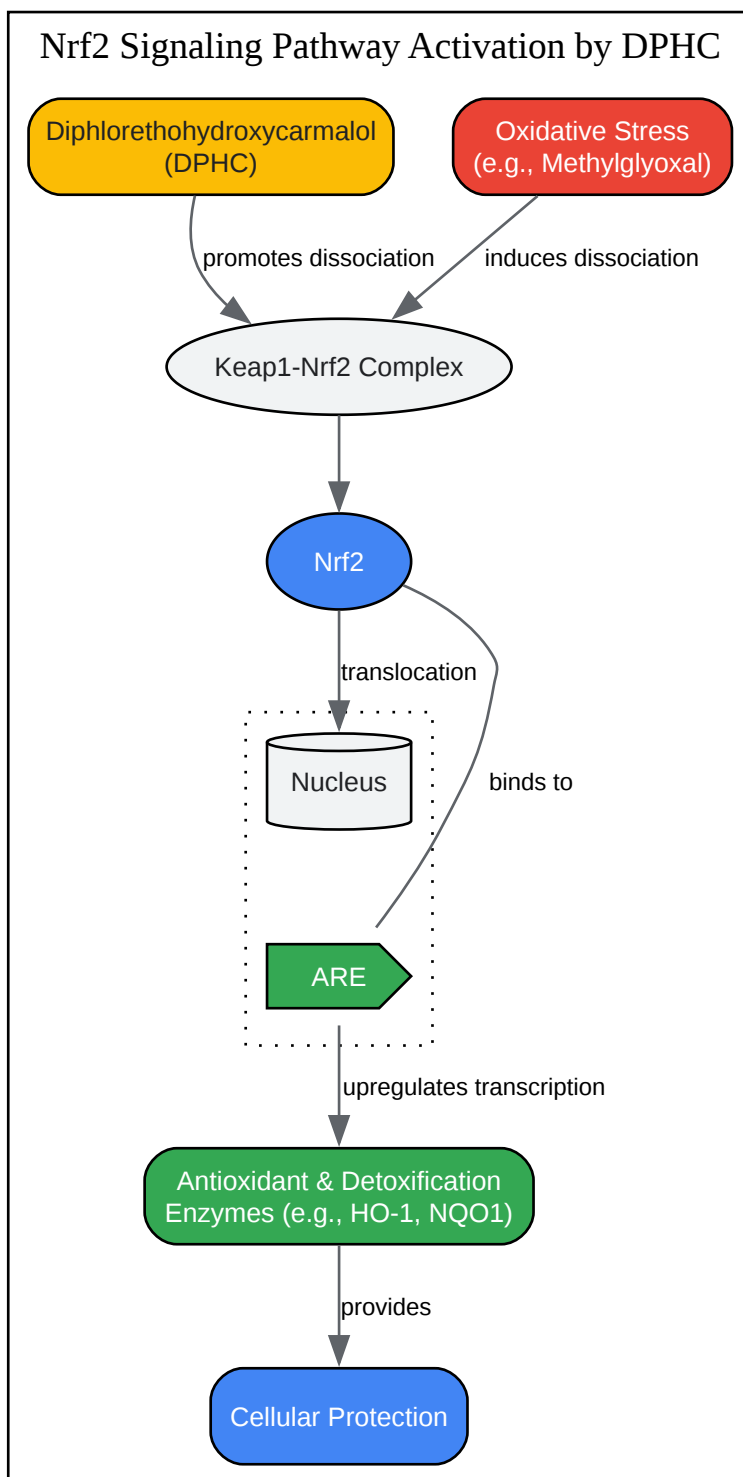 Nrf2 Signaling Pathway Activation by DPHC
Diphlorethohydroxycarmalol
(DPHC)
Oxidative Stress
(e.g., Methylglyoxal)
promotes dissociation
induces dissociation
Keap1-Nrf2 Complex
Nrf2
translocation
Nucleus
binds to
ARE
upregulates transcription
Antioxidant & Detoxification
Enzymes (e.g., HO-1, NQO1)
provides
Cellular Protection